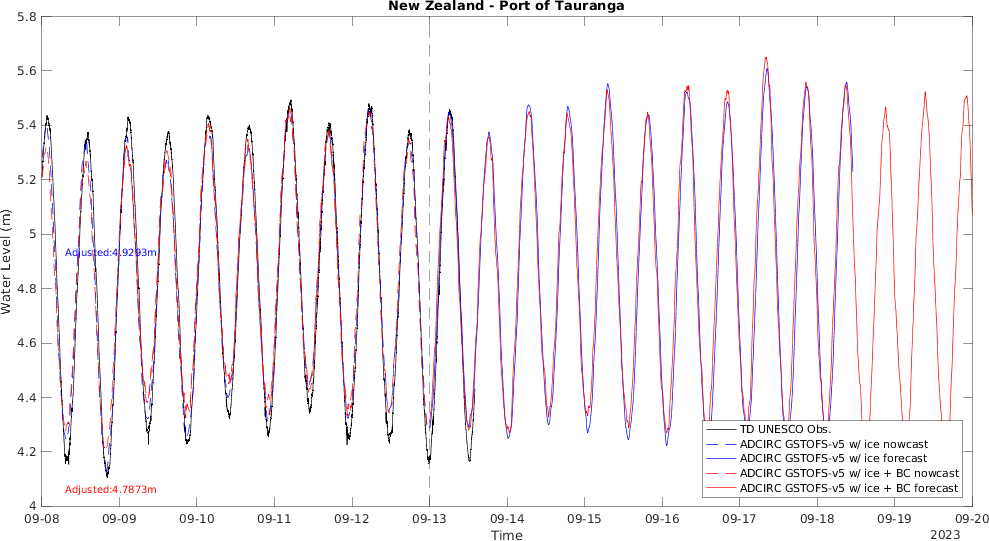 New Zealand - Port of Tauranga
5.8
5.6
5.4
5.2
5
4.8
4.6
4.4
4.2
4
Water Level (m)
Adjusted:4.9293m
Adjusted:4.7873m
TD UNESCO Obs.
ADCIRC GSTOFS-v5 w/ ice nowcast
ADCIRC GSTOFS-v5 w/ ice forecast
ADCIRC GSTOFS-v5 w/ ice + BC nowcast
ADCIRC GSTOFS-v5 w/ ice + BC forecast
09-08 09-09 09-10 09-11 09-12 09-13 09-14 09-15 09-16 09-17 09-18 09-19 09-20
Time
2023